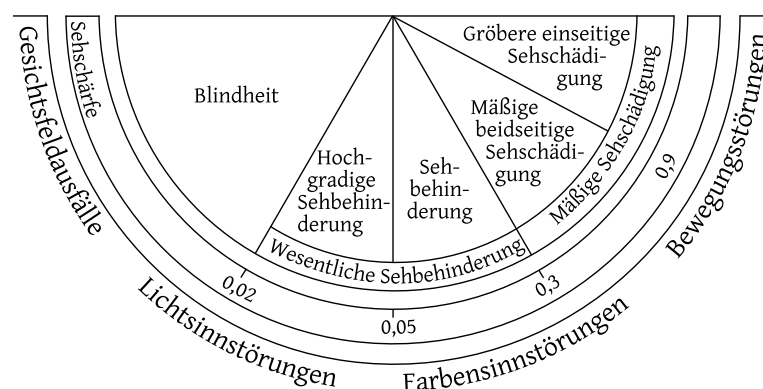 Gesichtsfeldausfälle
Sehschärfe
Blindheit
Hoch-
gradige
Sehbehin-
derung
Seh-
behin-
derung
Mäßige
beidseitige
Sehschädi-
gung
Gröbere einseitige
Sehschädi-
gung
Wesentliche Sehbehinderung
Mäßige Sehschädigung
0,02
0,05
0,3
0,9
Lichtsinnstörungen
Farbensinnstörungen
Bewegungsstörungen